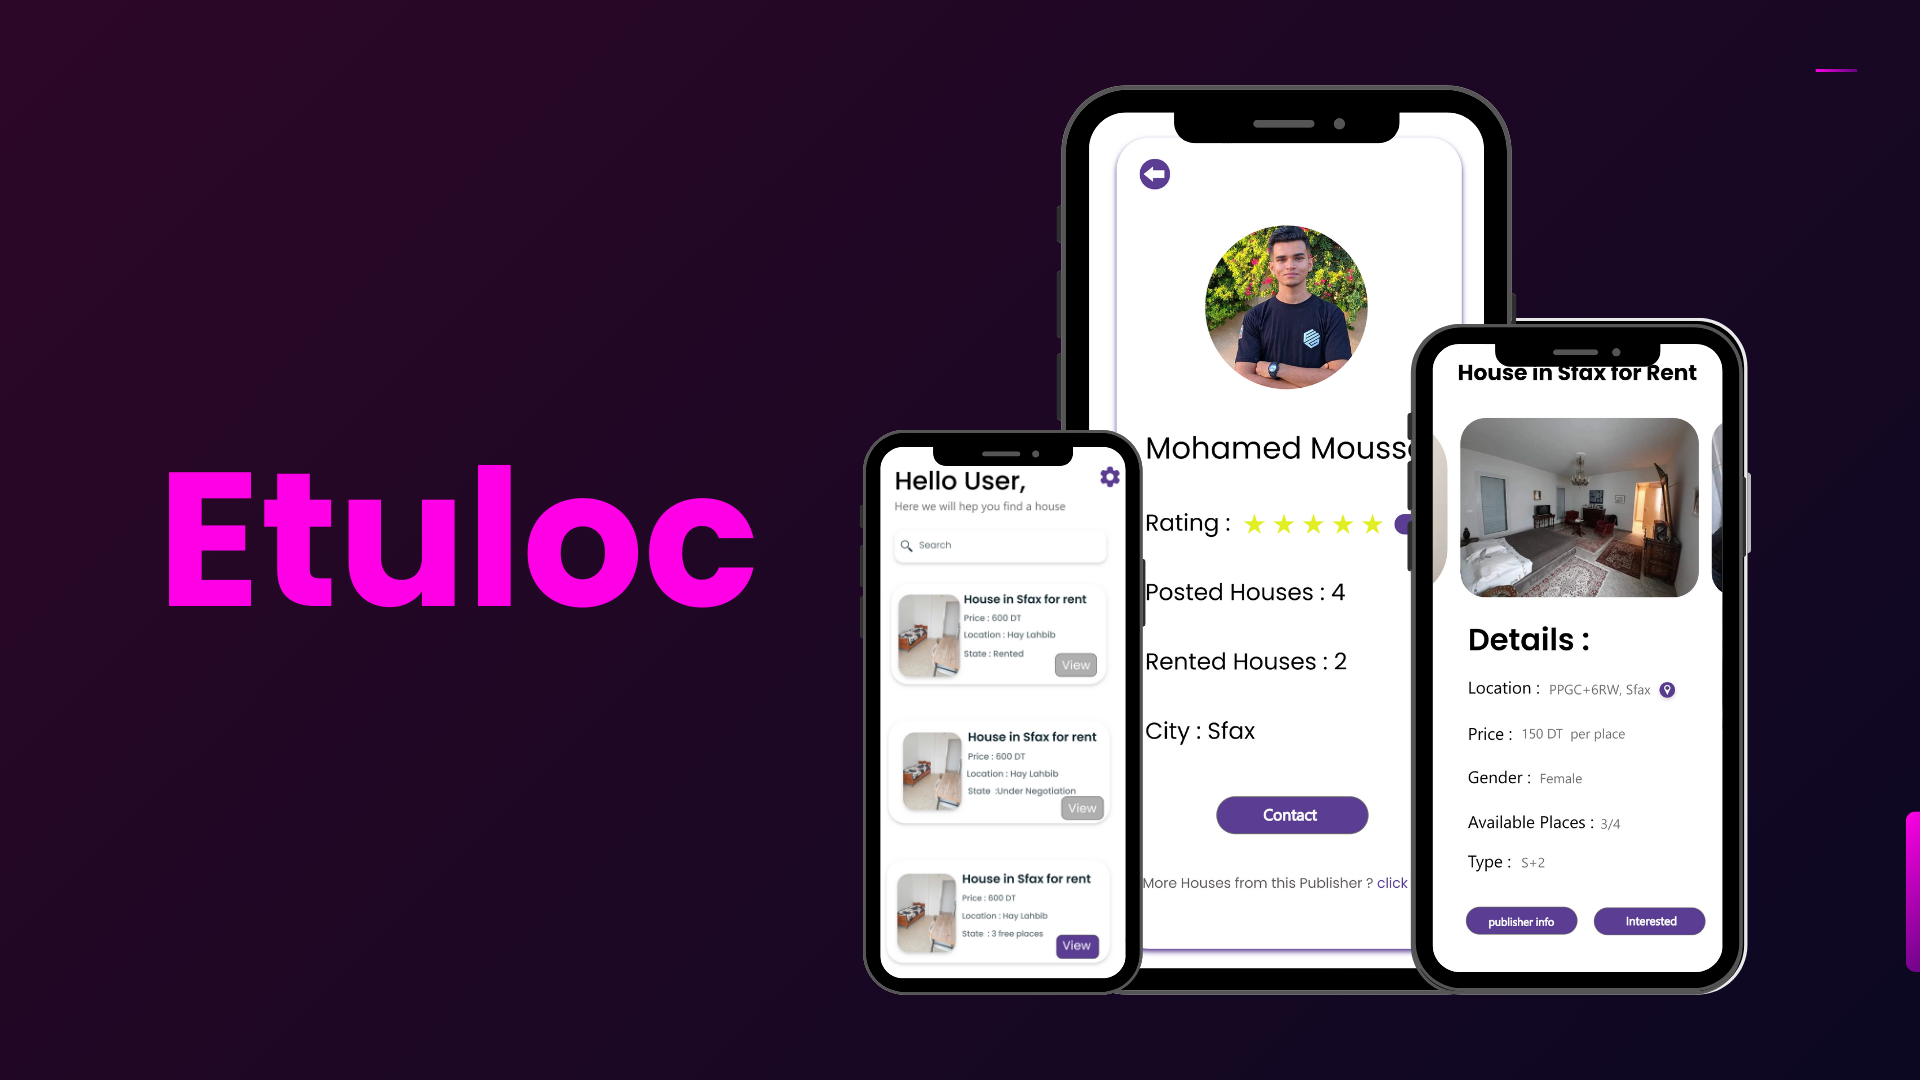 Etuloc
Hello User,
Here we will hep you find a house
Search
House in Sfax for rent
Price : 600 DT
Location : Hay Lahbib
State : Rented
View
House in Sfax for rent
Price : 600 DT
Location : Hay Lahbib
State :Under Negotiation
View
House in Sfax for rent
Price : 600 DT
Location : Hay Lahbib
State : 3 free places
View
Mohamed
Rating :
Posted Houses : 4
Rented Houses : 2
City : Sfax
Contact
More Houses from this Publisher ? click
House in Sfax for Rent
Details :
Location : PPGC+6RW, Sfax
Price : 150 DT per place
Gender : Female
Available Places : 3/4
Type : S+2
publisher info
Interested